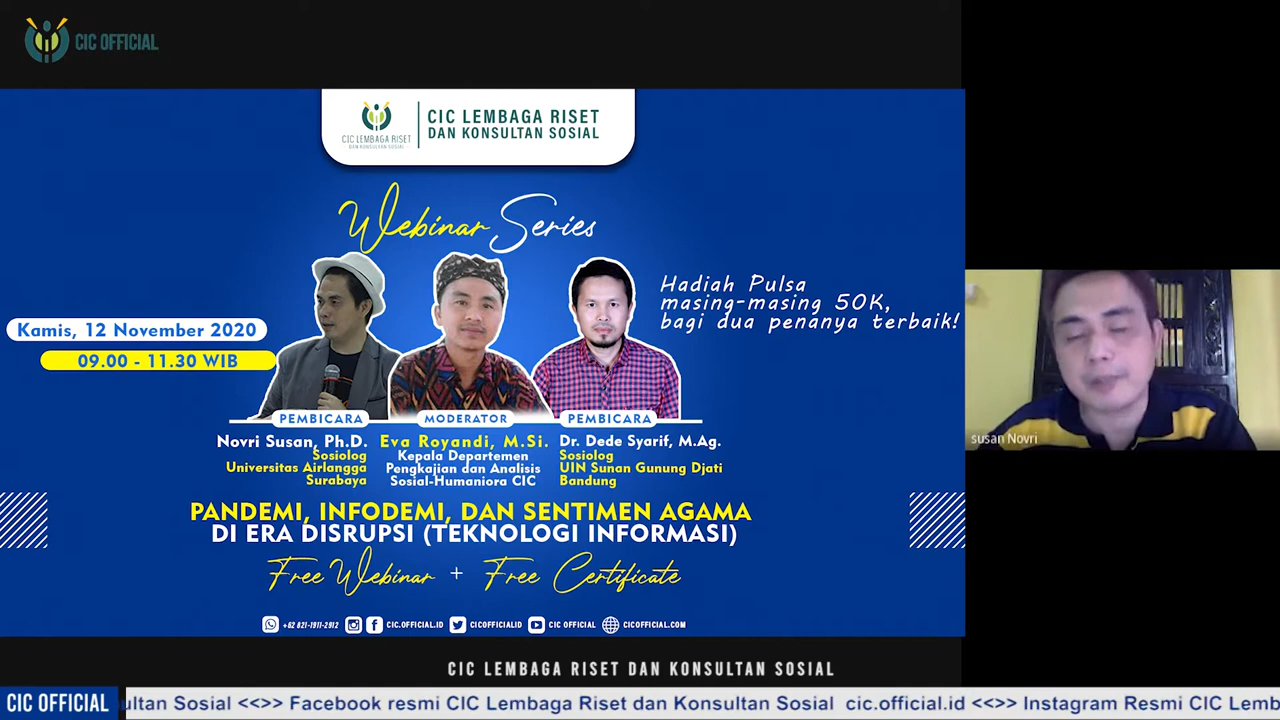 CIC OFFICIAL
CIC LEMBAGA RISET
DAN KONSULTAN SOSIAL
CIC LEMBAGA RISET
DAN KONSULTAN SOSIAL
Webinar Series
Hadiah Pulsa
masing-masing 50K,
bagi dua penanya terbaik!
Kamis, 12 November 2020
09.00 - 11.30 WIB
PEMBICARA
Novri Susan, Ph.D.
Sosiolog
Universitas Airlangga
Surabaya
MODERATOR
Eva Royandi, M.Si.
Kepala Departemen
Pengkajian dan Analisis
Sosial-Humaniora CIC
PEMBICARA
Dr. Dede Syarif, M.Ag.
Sosiolog
UIN Sunan Gunung Djati
Bandung
susan Novri
PANDEMI, INFODEMI, DAN SENTIMEN AGAMA
DI ERA DISRUPSI (TEKNOLOGI INFORMASI)
Free Webinar + Free Certificate
+62 821-1911-2912 CIC.OFFICIAL.ID CICOFFICIALID CIC OFFICIAL CICOFFICIAL.COM
CIC LEMBAGA RISET DAN KONSULTAN SOSIAL
CIC OFFICIAL
ultan Sosial <<>> Facebook resmi CIC Lembaga Riset dan Konsultan Sosial cic.official.id <<>> Instagram Resmi CIC Lemb